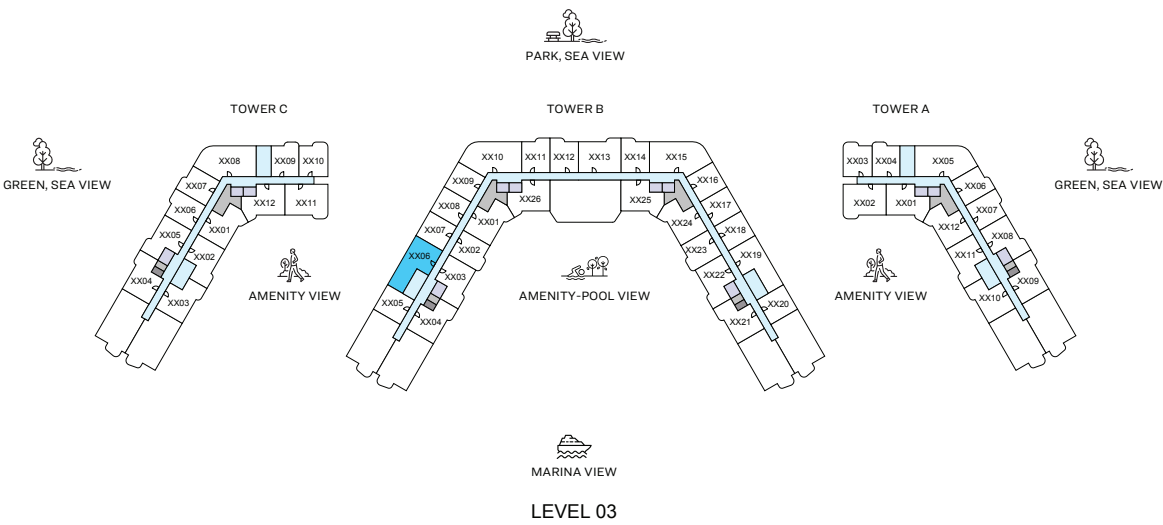 PARK, SEA VIEW
TOWER C
TOWER B
TOWER A
GREEN, SEA VIEW
GREEN, SEA VIEW
XX08
XX09
XX10
XX07
XX06
XX05
XX04
XX03
XX02
XX01
XX12
XX11
AMENITY VIEW
XX10
XX11
XX12
XX13
XX14
XX15
XX09
XX08
XX07
XX06
XX05
XX04
XX03
XX02
XX01
XX26
XX25
XX16
XX17
XX18
XX19
XX20
XX21
XX22
XX23
XX24
AMENITY-POOL VIEW
XX03
XX04
XX05
XX02
XX01
XX06
XX07
XX08
XX09
XX10
XX11
XX12
AMENITY VIEW
MARINA VIEW
LEVEL 03